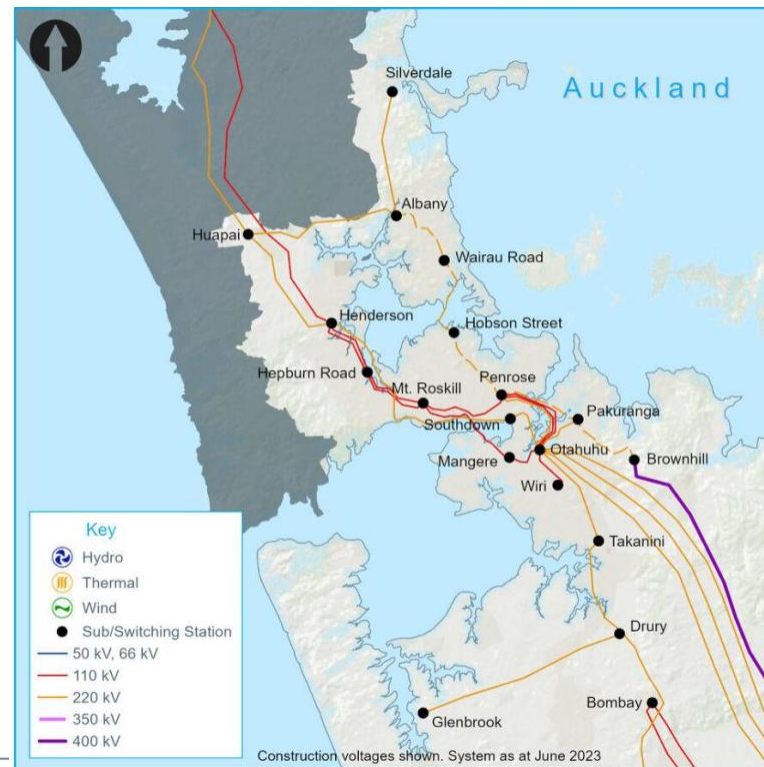 Silverdale
Auckland
Albany
Huapai
Wairau Road
Henderson
Hobson Street
Hepburn Road
Mt. Roskill
Penrose
Pakuranga
Southdown
Otahuhu
Mangere
Brownhill
Wiri
Takanini
Drury
Bombay
Glenbrook
Key
Hydro
Thermal
Wind
Sub/Switching Station
50 kV, 66 kV
110 kV
220 kV
350 kV
400 kV
Construction voltages shown. System as at June 2023